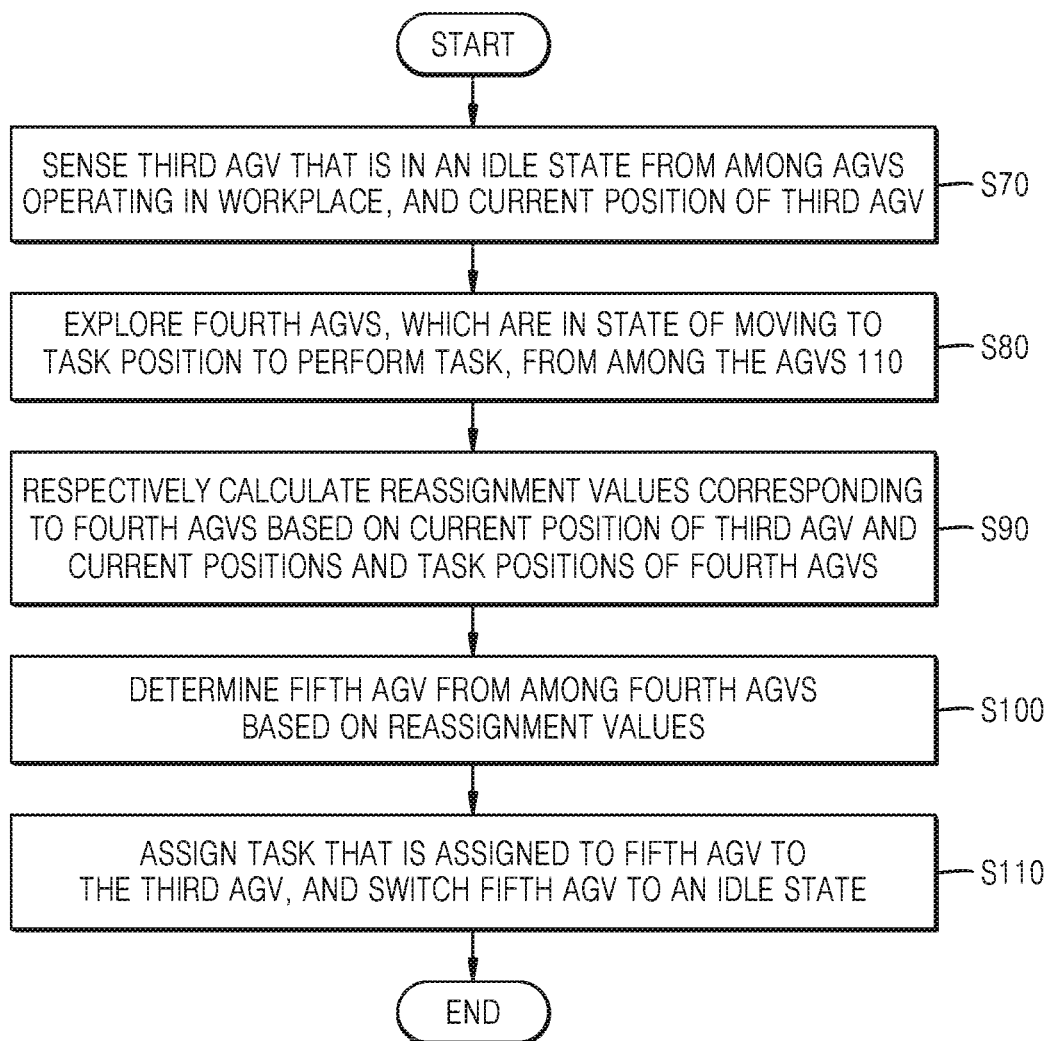 START
SENSE THIRD AGV THAT IS IN AN IDLE STATE FROM AMONG AGVS
OPERATING IN WORKPLACE, AND CURRENT POSITION OF THIRD AGV
S70
EXPLORE FOURTH AGVS, WHICH ARE IN STATE OF MOVING TO
TASK POSITION TO PERFORM TASK, FROM AMONG THE AGVS 110
S80
RESPECTIVELY CALCULATE REASSIGNMENT VALUES CORRESPONDING
TO FOURTH AGVS BASED ON CURRENT POSITION OF THIRD AGV AND
CURRENT POSITIONS AND TASK POSITIONS OF FOURTH AGVS
S90
DETERMINE FIFTH AGV FROM AMONG FOURTH AGVS
BASED ON REASSIGNMENT VALUES
S100
ASSIGN TASK THAT IS ASSIGNED TO FIFTH AGV TO
THE THIRD AGV, AND SWITCH FIFTH AGV TO AN IDLE STATE
S110
END